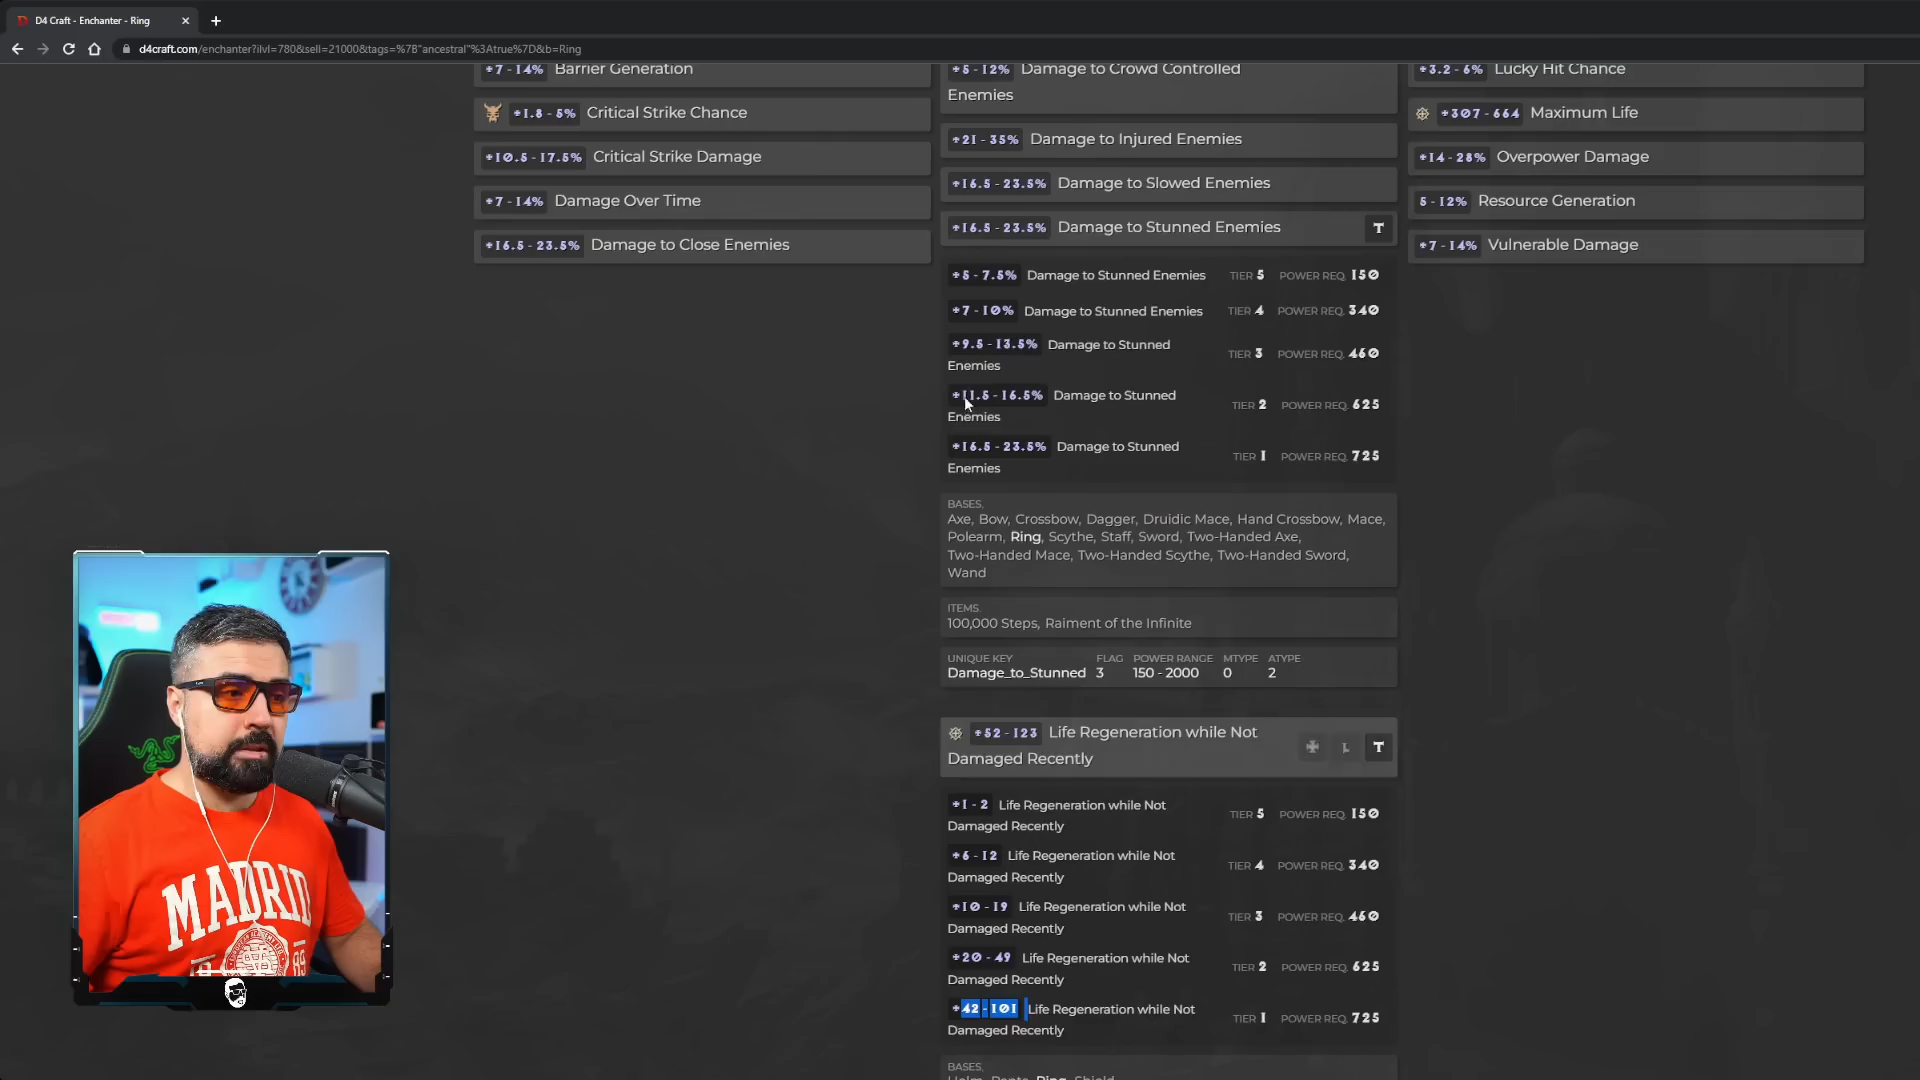 D4 Craft - Enchanter - Ring
d4craft.com/enchanter?ilvl=780&sell=21000&tags=%7B"ancestral"%3Atrue%7D&b=Ring
+7 - 14% Barrier Generation
+1.8 - 5% Critical Strike Chance
+10.5 - 17.5% Critical Strike Damage
+7 - 14% Damage Over Time
+16.5 - 23.5% Damage to Close Enemies
+5 - 12% Damage to Crowd Controlled
Enemies
+21 - 35% Damage to Injured Enemies
+16.5 - 23.5% Damage to Slowed Enemies
+16.5 - 23.5% Damage to Stunned Enemies T
+5 - 7.5% Damage to Stunned Enemies TIER 5 POWER REQ. 150
+7 - 10% Damage to Stunned Enemies TIER 4 POWER REQ. 340
+9.5 - 13.5% Damage to Stunned
Enemies TIER 3 POWER REQ. 460
+11.5 - 16.5% Damage to Stunned
Enemies TIER 2 POWER REQ. 625
+16.5 - 23.5% Damage to Stunned
Enemies TIER 1 POWER REQ. 725
BASES,
Axe, Bow, Crossbow, Dagger, Druidic Mace, Hand Crossbow, Mace,
Polearm, Ring, Scythe, Staff, Sword, Two-Handed Axe,
Two-Handed Mace, Two-Handed Scythe, Two-Handed Sword,
Wand
ITEMS
100,000 Steps, Raiment of the Infinite
UNIQUE KEY FLAG POWER RANGE MTYPE ATYPE
Damage_to_Stunned 3 150 - 2000 0 2
+52 - 123 Life Regeneration while Not
Damaged Recently L T
+1 - 2 Life Regeneration while Not
Damaged Recently TIER 5 POWER REQ. 150
+6 - 12 Life Regeneration while Not
Damaged Recently TIER 4 POWER REQ. 340
+10 - 19 Life Regeneration while Not
Damaged Recently TIER 3 POWER REQ. 460
+20 - 49 Life Regeneration while Not
Damaged Recently TIER 2 POWER REQ. 625
+42 - 101 Life Regeneration while Not
Damaged Recently TIER 1 POWER REQ. 725
BASES,
Helm, Pants, Ring, Shield
+3.2 - 6% Lucky Hit Chance
+307 - 664 Maximum Life
+14 - 28% Overpower Damage
5 - 12% Resource Generation
+7 - 14% Vulnerable Damage
MADRID